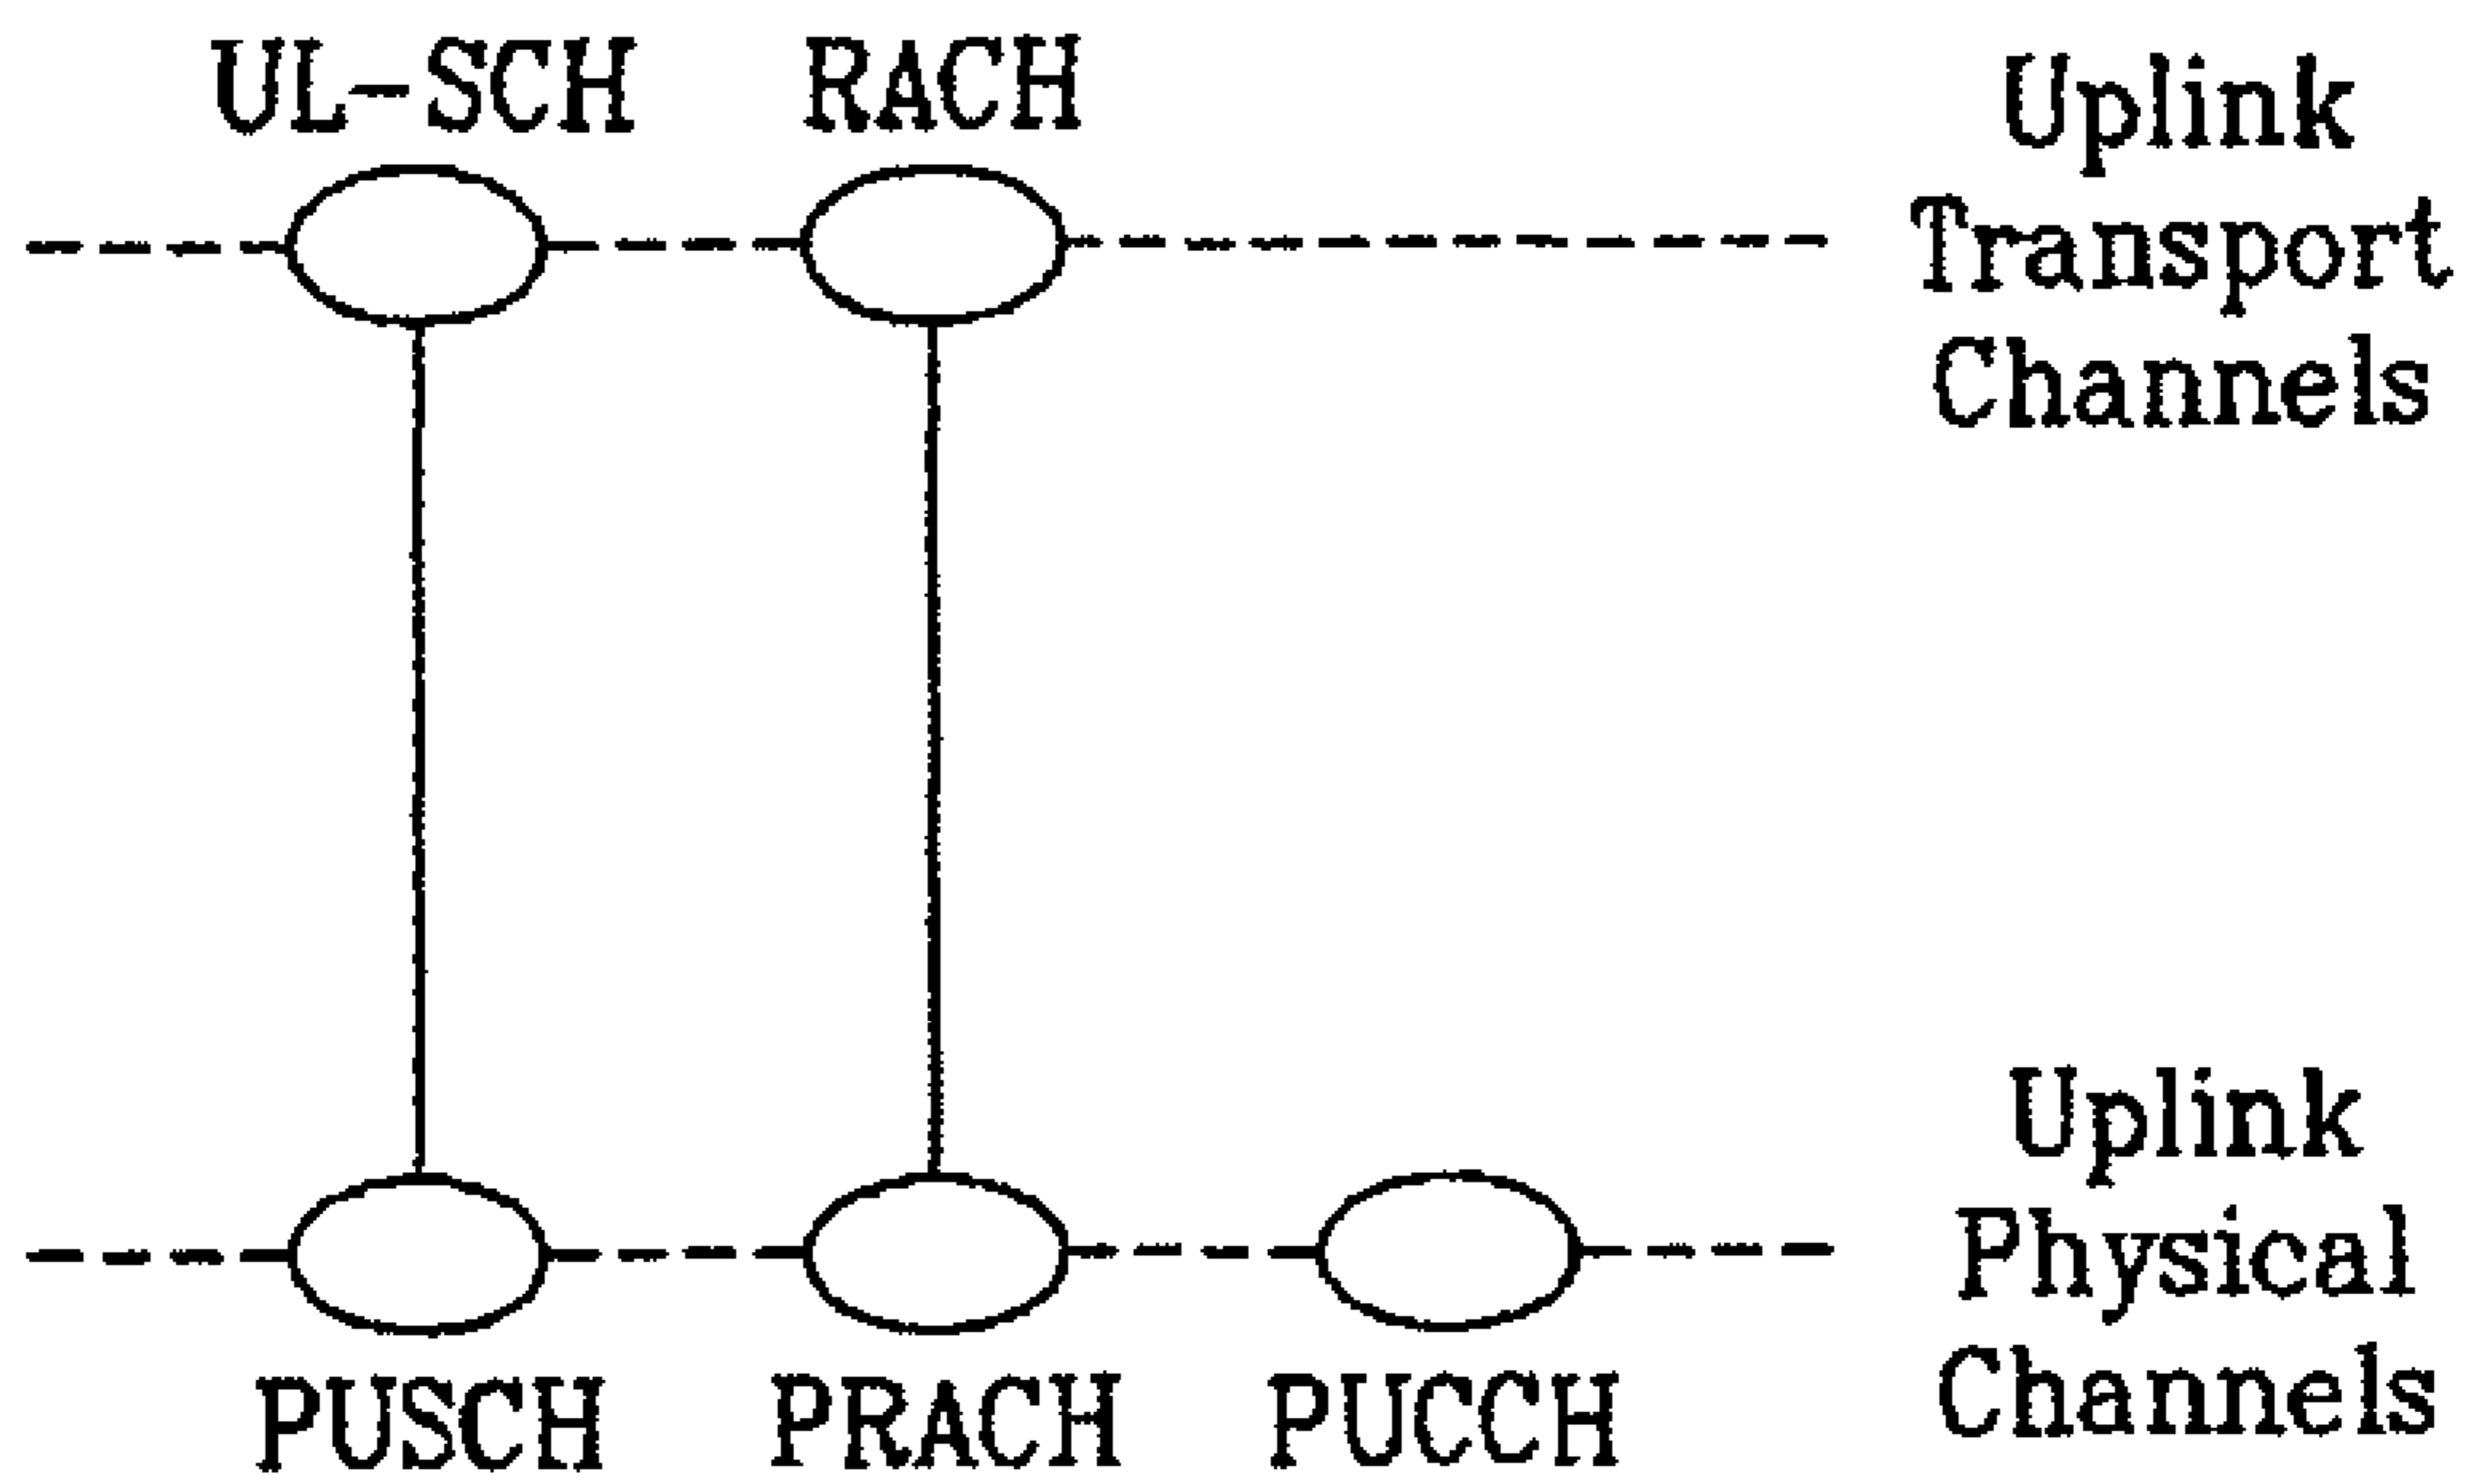 UL-SCH RACH
Uplink
Transport
Channels
Uplink
Physical
Channels
PUSCH PRACH PUCCH